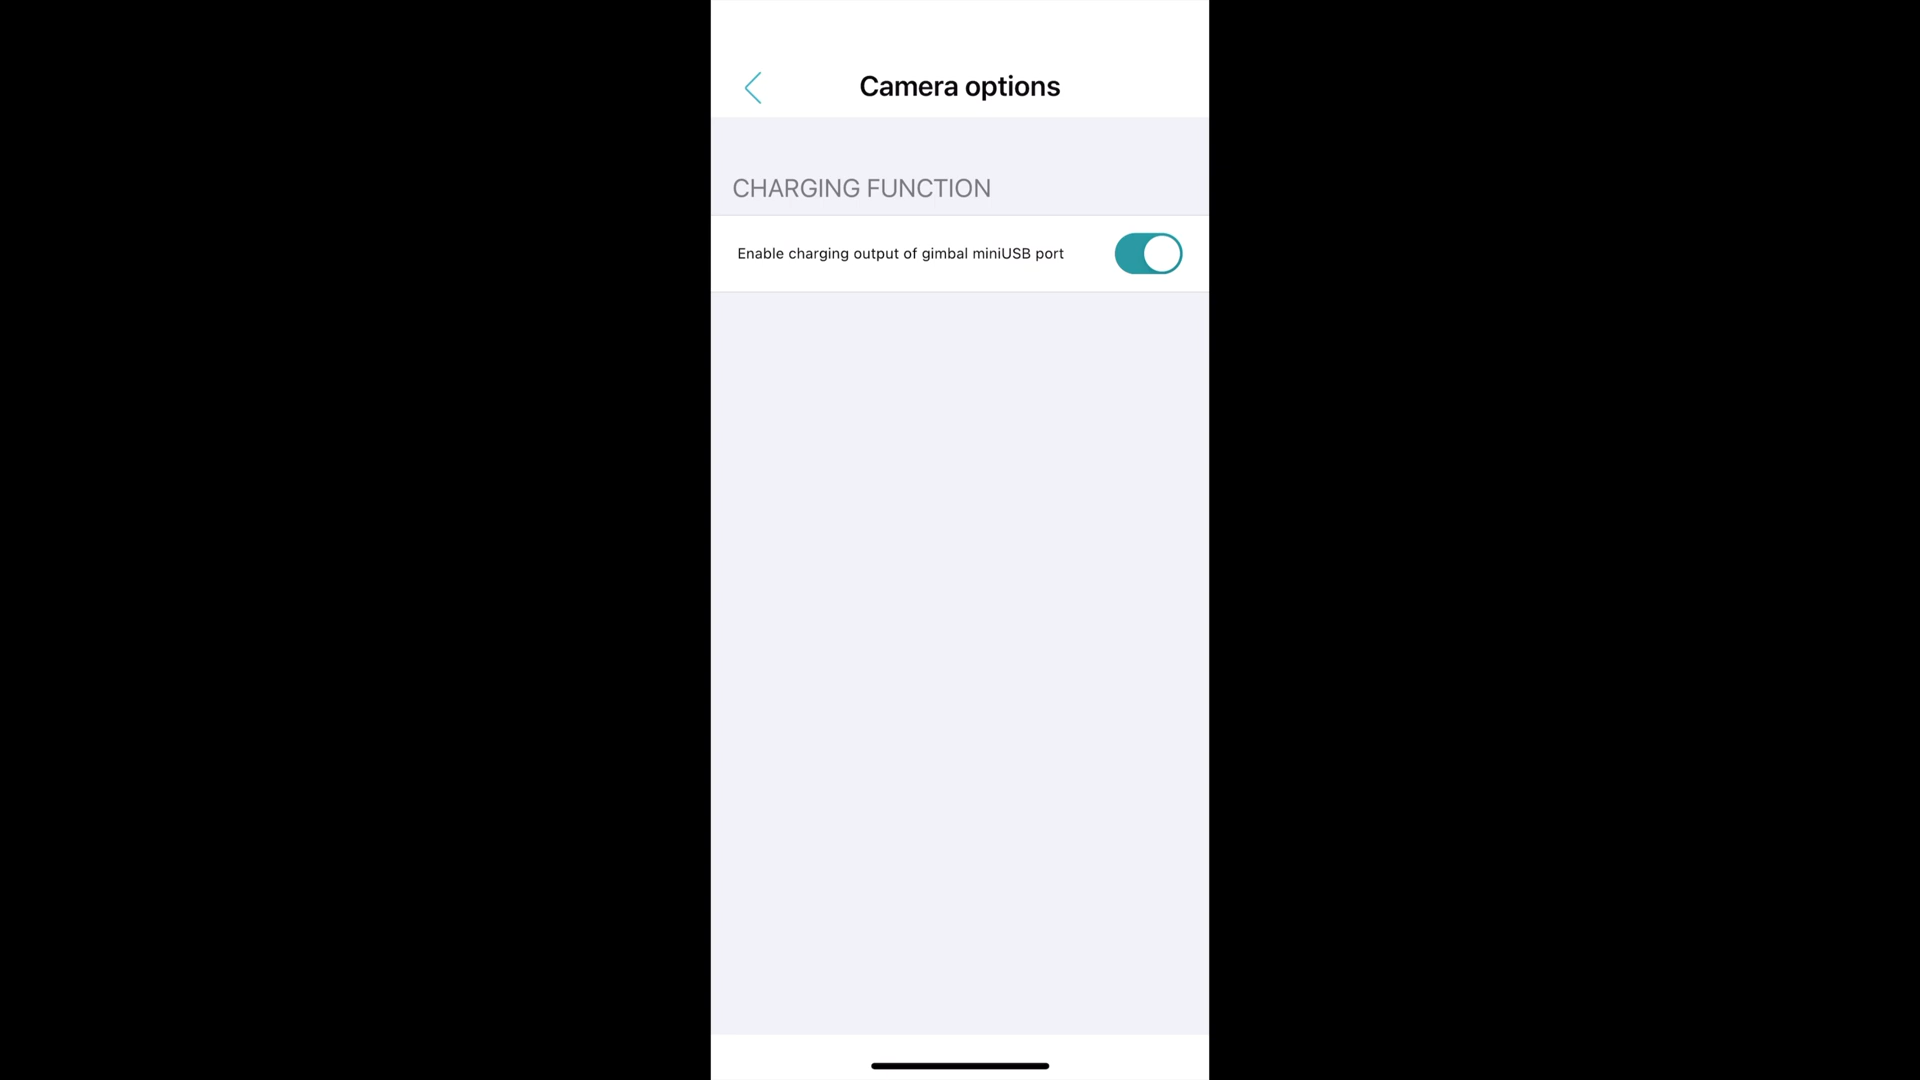 Camera options
CHARGING FUNCTION
Enable charging output of gimbal miniUSB port